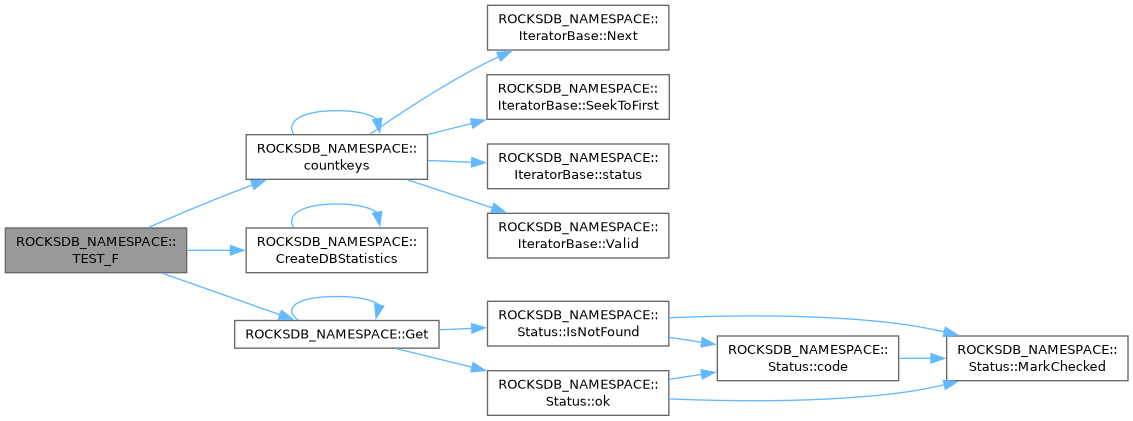 ROCKSDB_NAMESPACE::
TEST_F
ROCKSDB_NAMESPACE::
countkeys
ROCKSDB_NAMESPACE::
IteratorBase::Next
ROCKSDB_NAMESPACE::
IteratorBase::SeekToFirst
ROCKSDB_NAMESPACE::
IteratorBase::status
ROCKSDB_NAMESPACE::
IteratorBase::Valid
ROCKSDB_NAMESPACE::
CreateDBStatistics
ROCKSDB_NAMESPACE::Get
ROCKSDB_NAMESPACE::
Status::IsNotFound
ROCKSDB_NAMESPACE::
Status::code
ROCKSDB_NAMESPACE::
Status::MarkChecked
ROCKSDB_NAMESPACE::
Status::ok